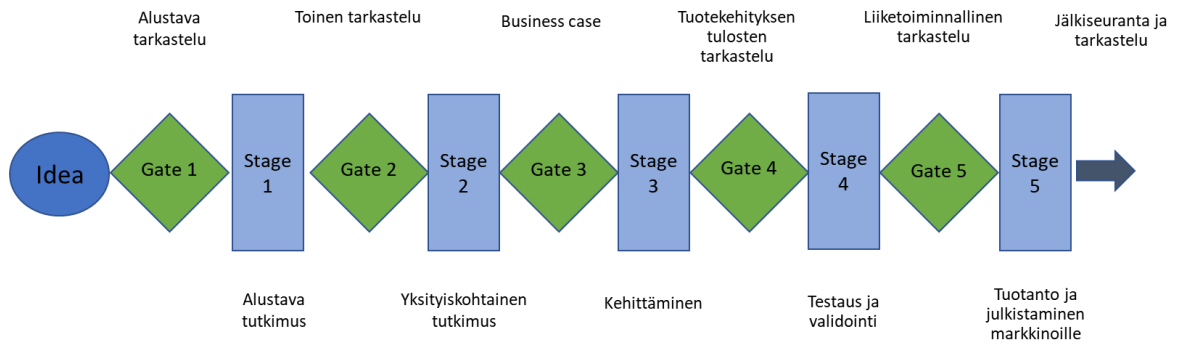 Alustava
tarkastelu
Toinen tarkastelu
Business case
Tuotekehityksen
tulosten
tarkastelu
Liiketoiminnallinen
tarkastelu
Jälkiseuranta ja
tarkastelu
Idea
Gate 1
Stage
1
Gate 2
Stage
2
Gate 3
Stage
3
Gate 4
Stage
4
Gate 5
Stage
5
Alustava
tutkimus
Yksityiskohtainen
tutkimus
Kehittäminen
Testaus ja
validointi
Tuotanto ja
julkistaminen
markkinoille